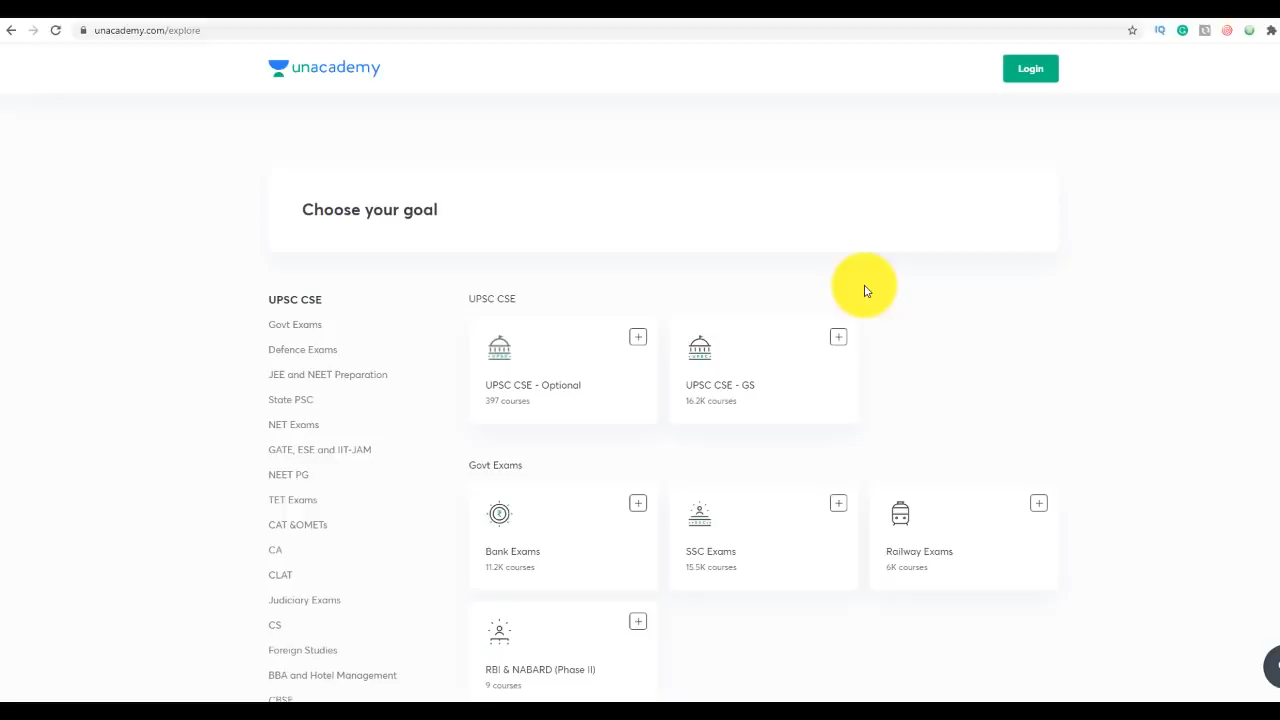 unacademy.com/explore
unacademy
Login
Choose your goal
UPSC CSE
Govt Exams
Defence Exams
JEE and NEET Preparation
State PSC
NET Exams
GATE, ESE and IIT-JAM
NEET PG
TET Exams
CAT &OMETs
CA
CLAT
Judiciary Exams
CS
Foreign Studies
BBA and Hotel Management
CBSE
UPSC CSE
UPSC CSE - Optional
397 courses
UPSC CSE - GS
16.2K courses
Govt Exams
Bank Exams
11.2K courses
SSC Exams
15.5K courses
Railway Exams
6K courses
RBI & NABARD (Phase II)
9 courses